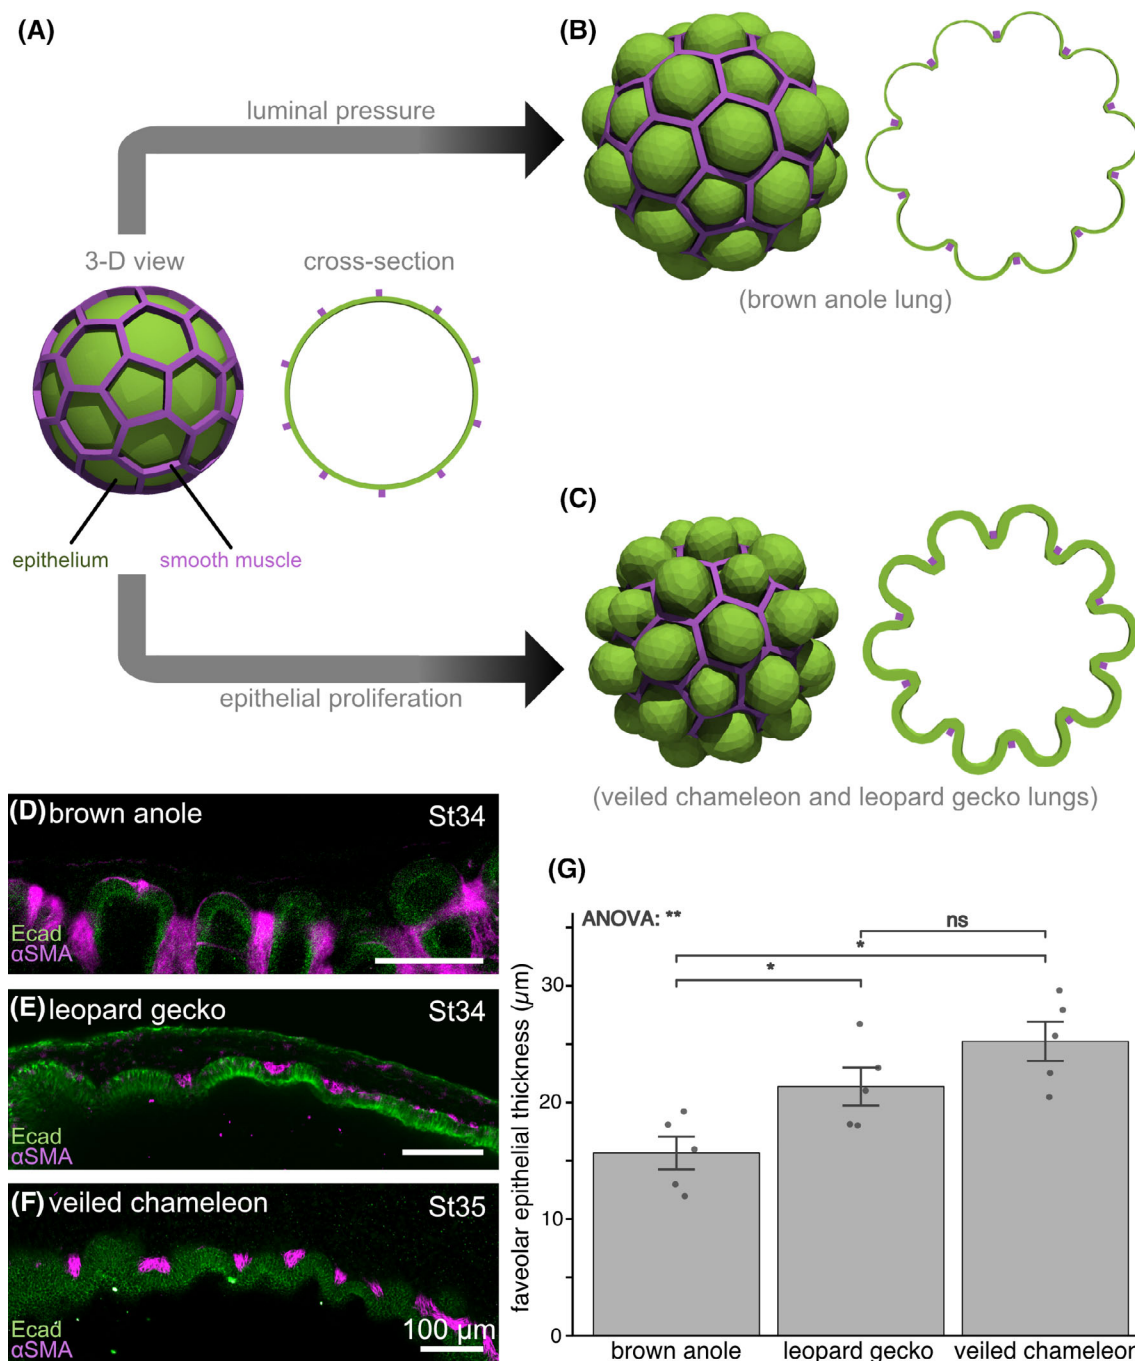 (A)
luminal pressure
3-D view
cross-section
epithelium
smooth muscle
epithelial proliferation
(B)
(brown anole lung)
(C)
(veiled chameleon and leopard gecko lungs)
(D) brown anole St34
Ecad
αSMA
(E) leopard gecko St34
Ecad
αSMA
(F) veiled chameleon St35
Ecad
αSMA
100 μm
(G)
ANOVA: **
ns
*
*
faveolar epithelial thickness (μm)
30
20
10
0
brown anole
leopard gecko
veiled chameleon